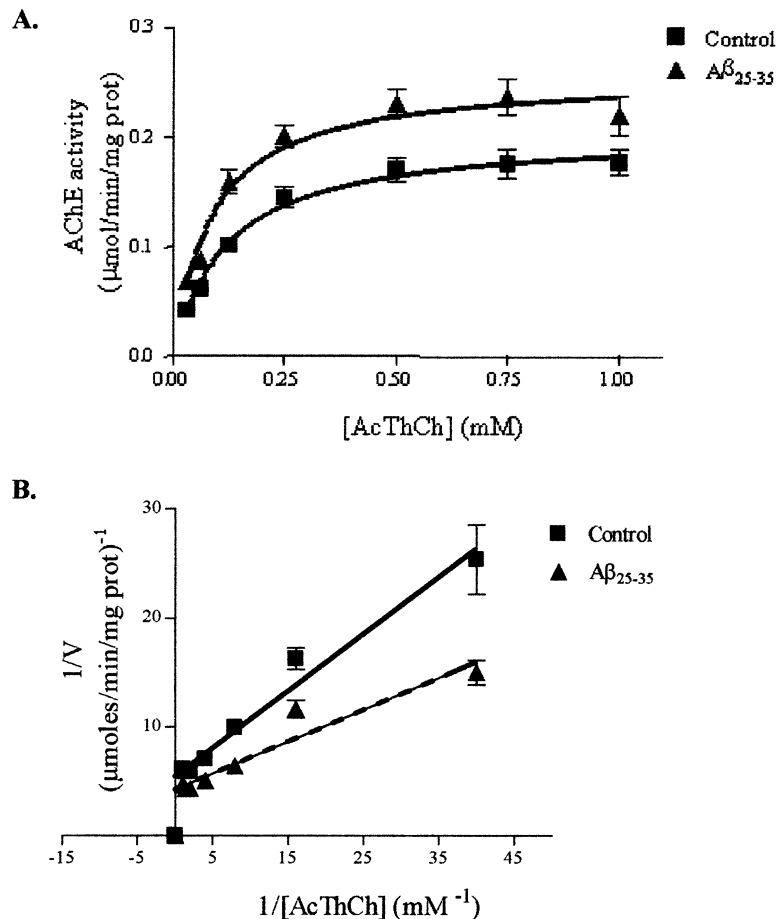 A.
0.3
0.2
0.1
0.0
AChE activity
(μmol/min/mg prot)
0.00 0.25 0.50 0.75 1.00
[AcThCh] (mM)
Control
Aβ25-35
B.
30
20
10
1/V
(μmoles/min/mg prot)-1
-15 -5 5 15 25 35 45
1/[AcThCh] (mM -1)
Control
Aβ25-35